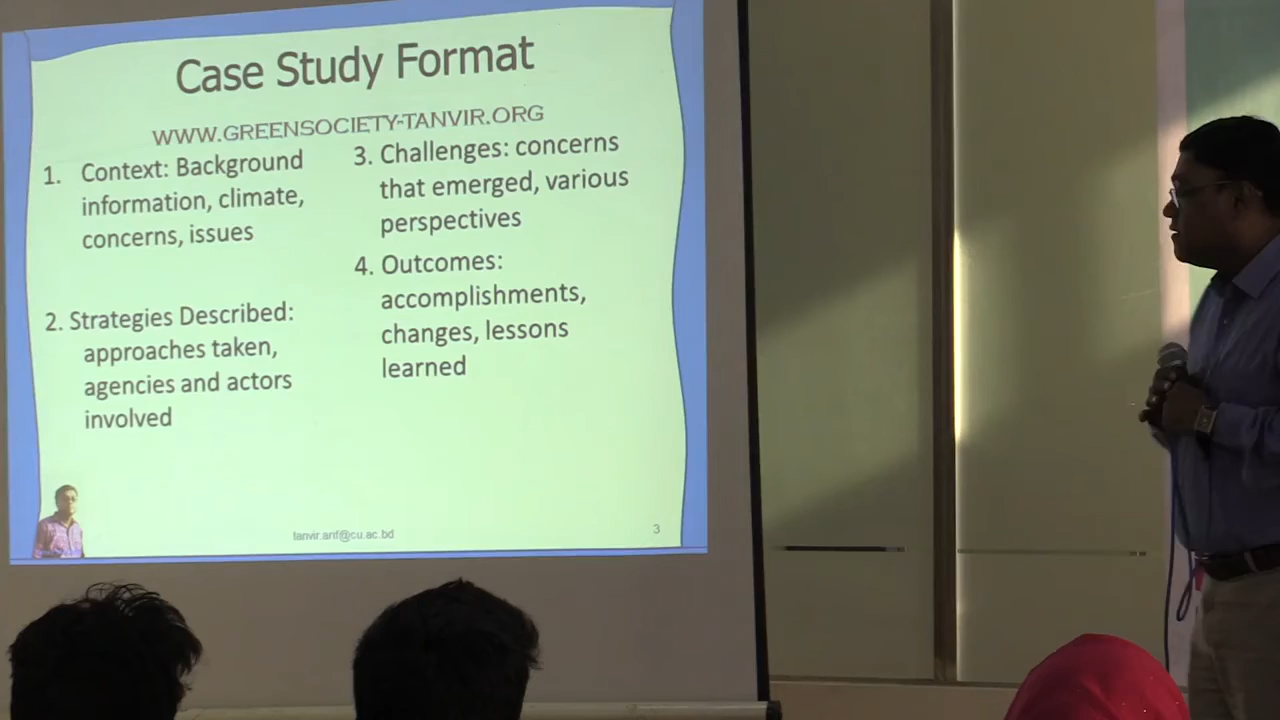 Case Study Format
WWW.GREENSOCIETY-TANVIR.ORG
1. Context: Background
information, climate,
concerns, issues
2. Strategies Described:
approaches taken,
agencies and actors
involved
3. Challenges: concerns
that emerged, various
perspectives
4. Outcomes:
accomplishments,
changes, lessons
learned
tanvir.arif@cu.ac.bd
3